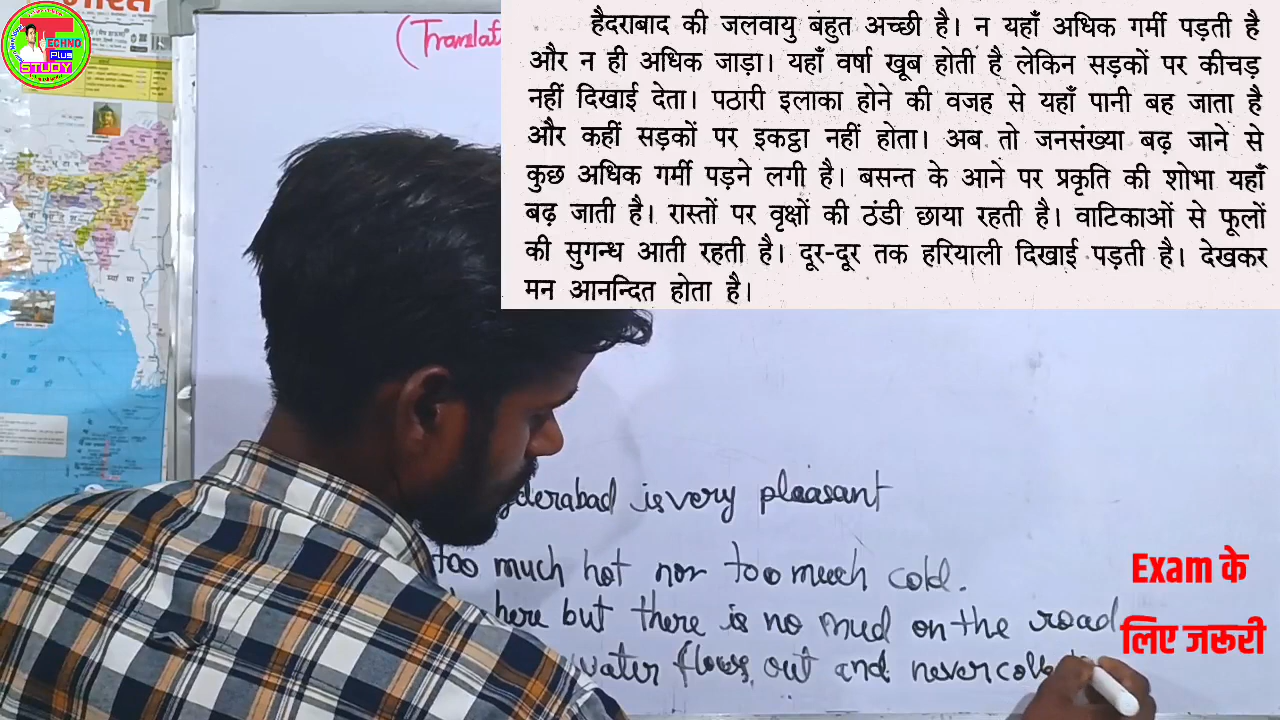 ECHNO
Plus
STUDY
(Translat
हैदराबाद की जलवायु बहुत अच्छी है। न यहाँ अधिक गर्मी पड़ती है
और न ही अधिक जाड़ा। यहाँ वर्षा खूब होती है लेकिन सड़कों पर कीचड़
नहीं दिखाई देता। पठारी इलाका होने की वजह से यहाँ पानी बह जाता है
और कहीं सड़कों पर इकट्ठा नहीं होता। अब तो जनसंख्या बढ़ जाने से
कुछ अधिक गर्मी पड़ने लगी है। बसन्त के आने पर प्रकृति की शोभा यहाँ
बढ़ जाती है। रास्तों पर वृक्षों की ठंडी छाया रहती है। वाटिकाओं से फूलों
की सुगन्ध आती रहती है। दूर-दूर तक हरियाली दिखाई पड़ती है। देखकर
मन आनन्दित होता है।
yderabad is very pleasant
too much hot nor too much cold.
here but there is no mud on the road
water flows out and never colle
Exam के
लिए जरूरी